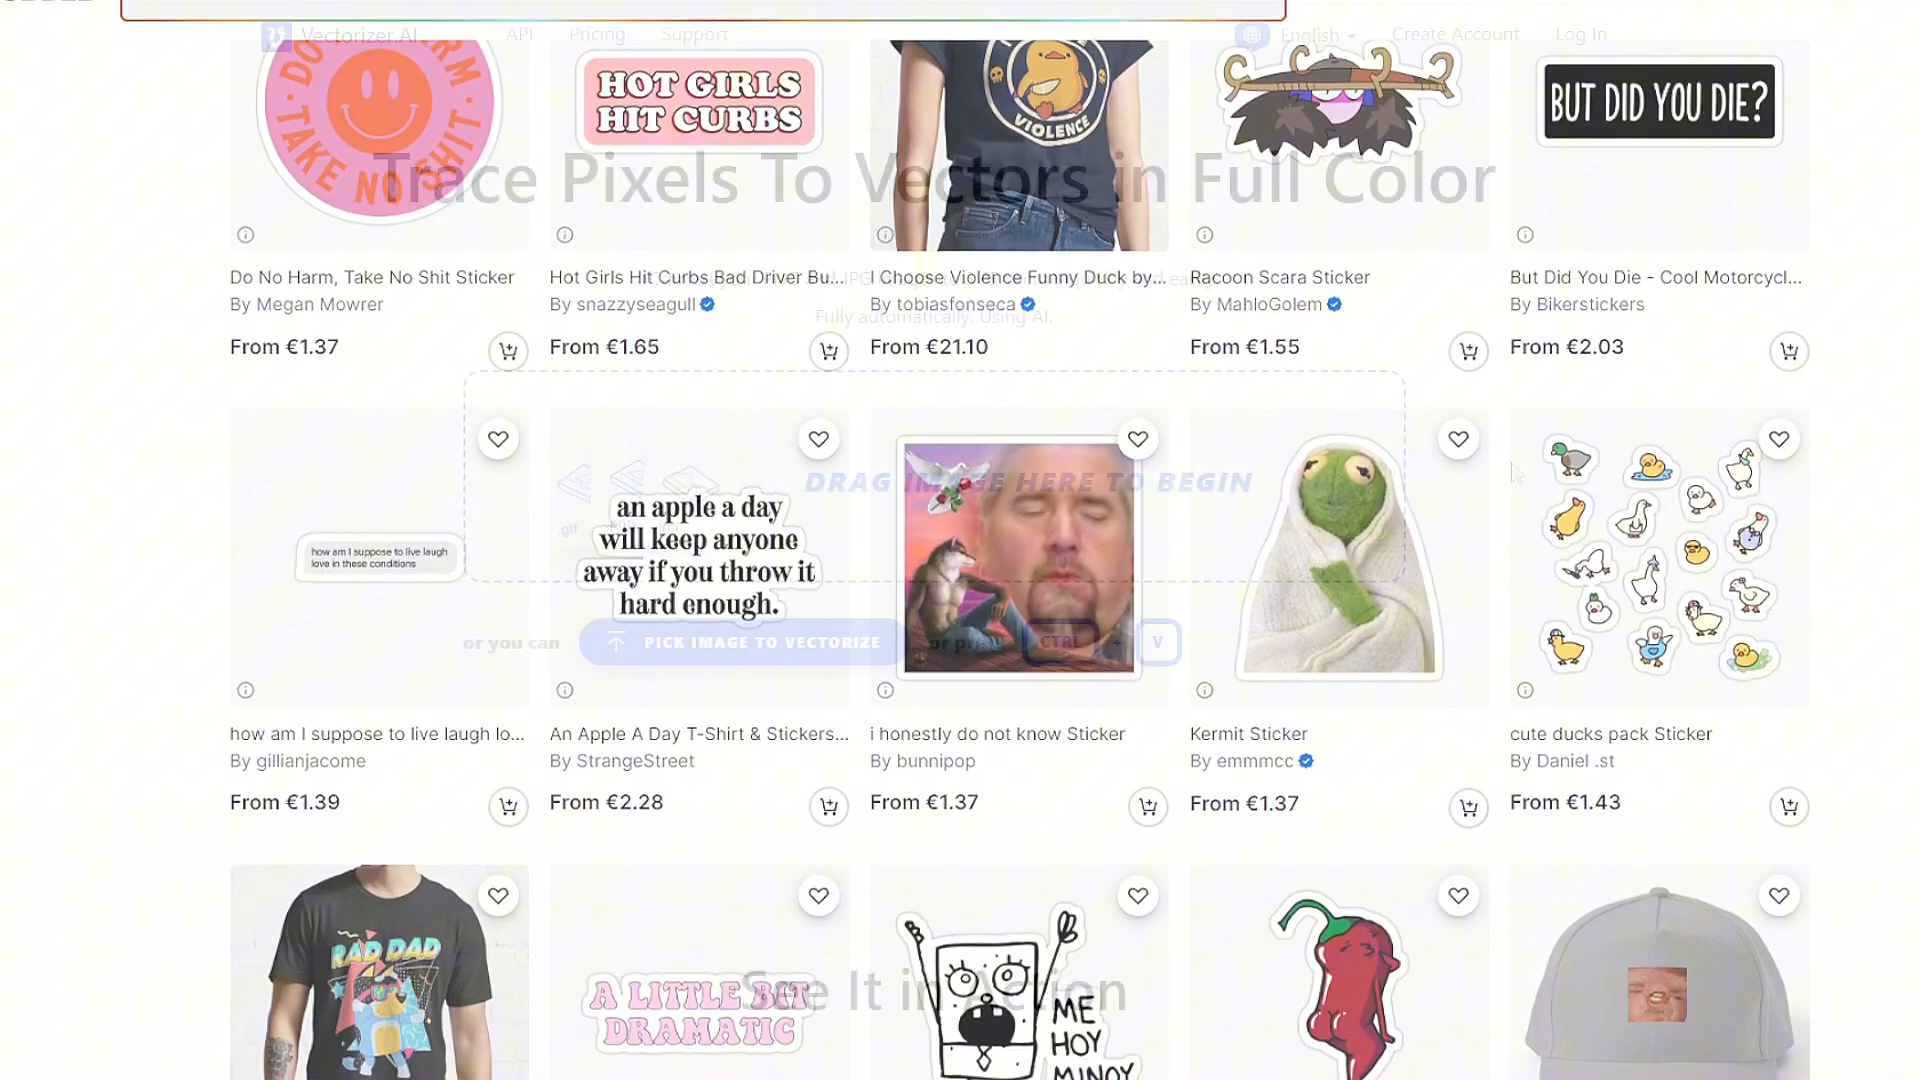 Vectorizer.AI API Pricing Support English Create Account Log In
DO NO HARM
TAKE NO SHIT
HOT GIRLS
HIT CURBS
VIOLENCE
BUT DID YOU DIE?
Trace Pixels To Vectors in Full Color
Do No Harm, Take No Shit Sticker
By Megan Mowrer
From €1.37
Hot Girls Hit Curbs Bad Driver Bu...
By snazzyseagull
From €1.65
I Choose Violence Funny Duck by...
By tobiasfonseca
From €21.10
Racoon Scara Sticker
By MahloGolem
From €1.55
But Did You Die - Cool Motorcycl...
By Bikerstickers
From €2.03
Fully automatically. Using AI.
DRAG IMAGE HERE TO BEGIN
.gif
how am I suppose to live laugh
love in these conditions
an apple a day
will keep anyone
away if you throw it
hard enough.
or you can PICK IMAGE TO VECTORIZE CTRL + V
how am I suppose to live laugh lo...
By gillianjacome
From €1.39
An Apple A Day T-Shirt & Stickers...
By StrangeStreet
From €2.28
i honestly do not know Sticker
By bunnipop
From €1.37
Kermit Sticker
By emmmcc
From €1.37
cute ducks pack Sticker
By Daniel .st
From €1.43
RAD DAD
A LITTLE BIT
DRAMATIC
See It in Action
ME
HOY
MINOY